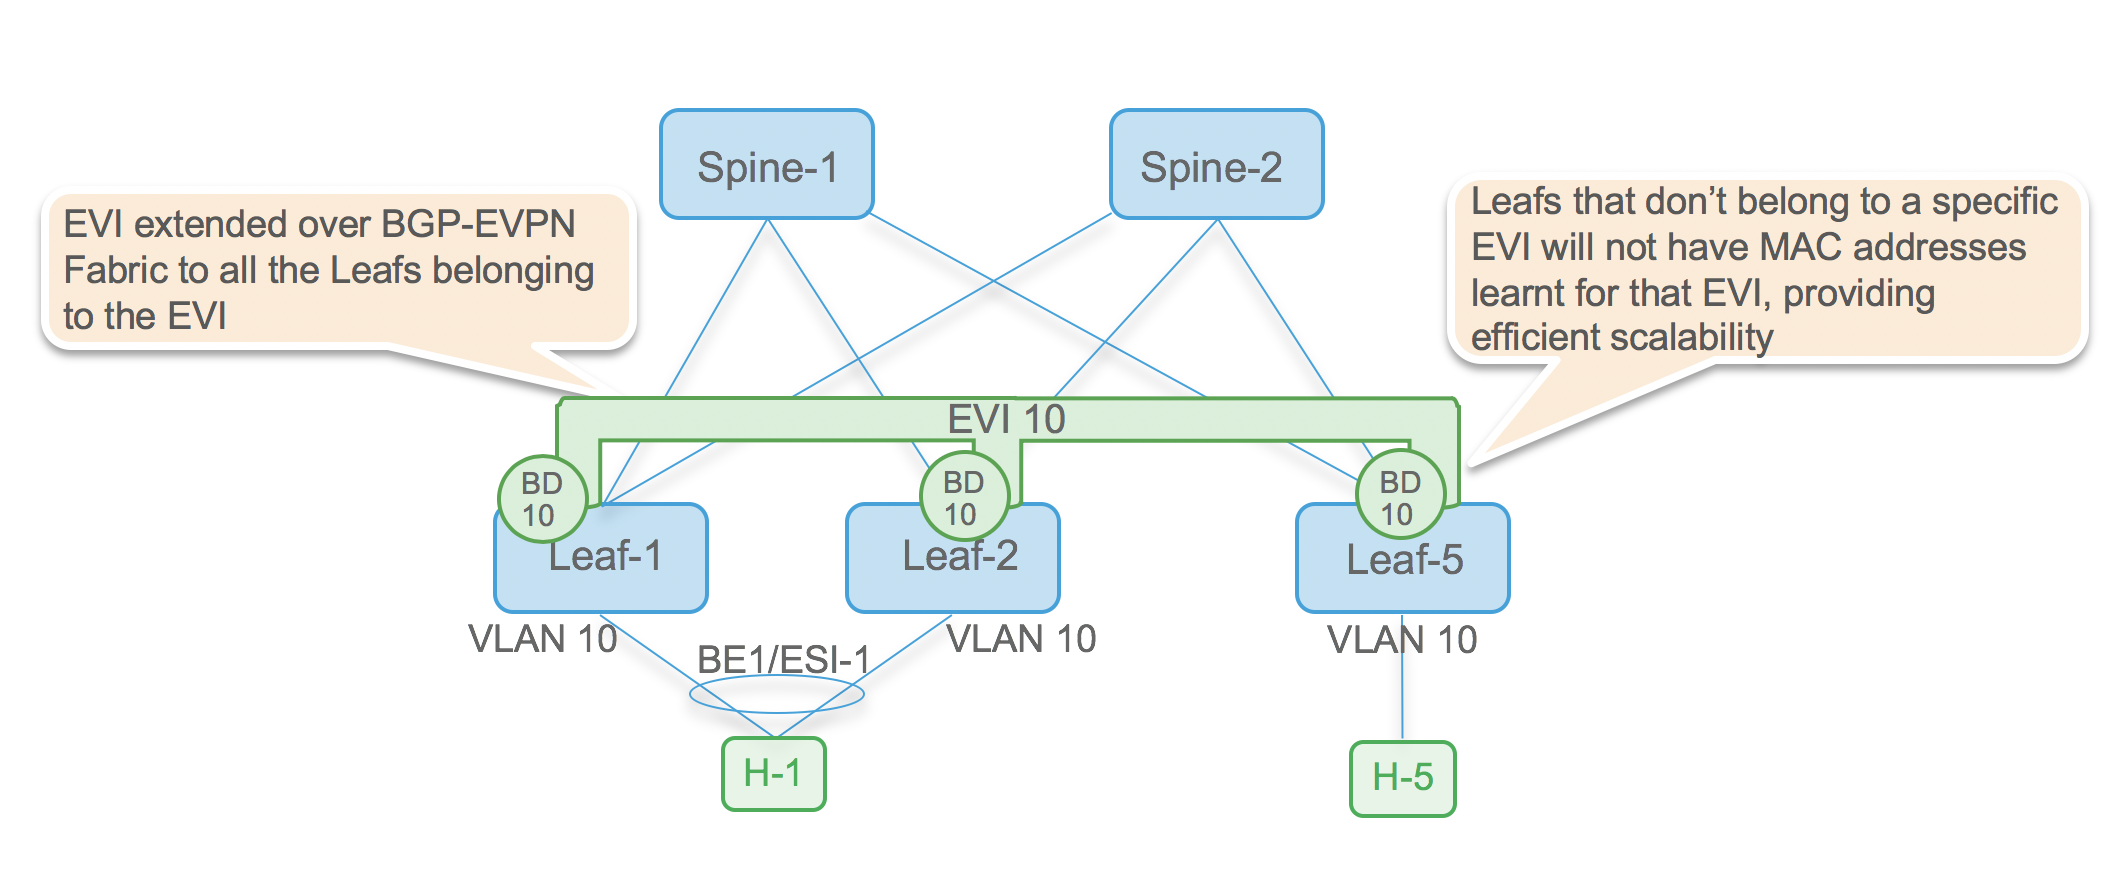 Spine-1
Spine-2
EVI extended over BGP-EVPN
Fabric to all the Leafs belonging
to the EVI
Leafs that don’t belong to a specific
EVI will not have MAC addresses
learnt for that EVI, providing
efficient scalability
EVI 10
BD
10
BD
10
BD
10
Leaf-1
Leaf-2
Leaf-5
VLAN 10
BE1/ESI-1
VLAN 10
VLAN 10
H-1
H-5